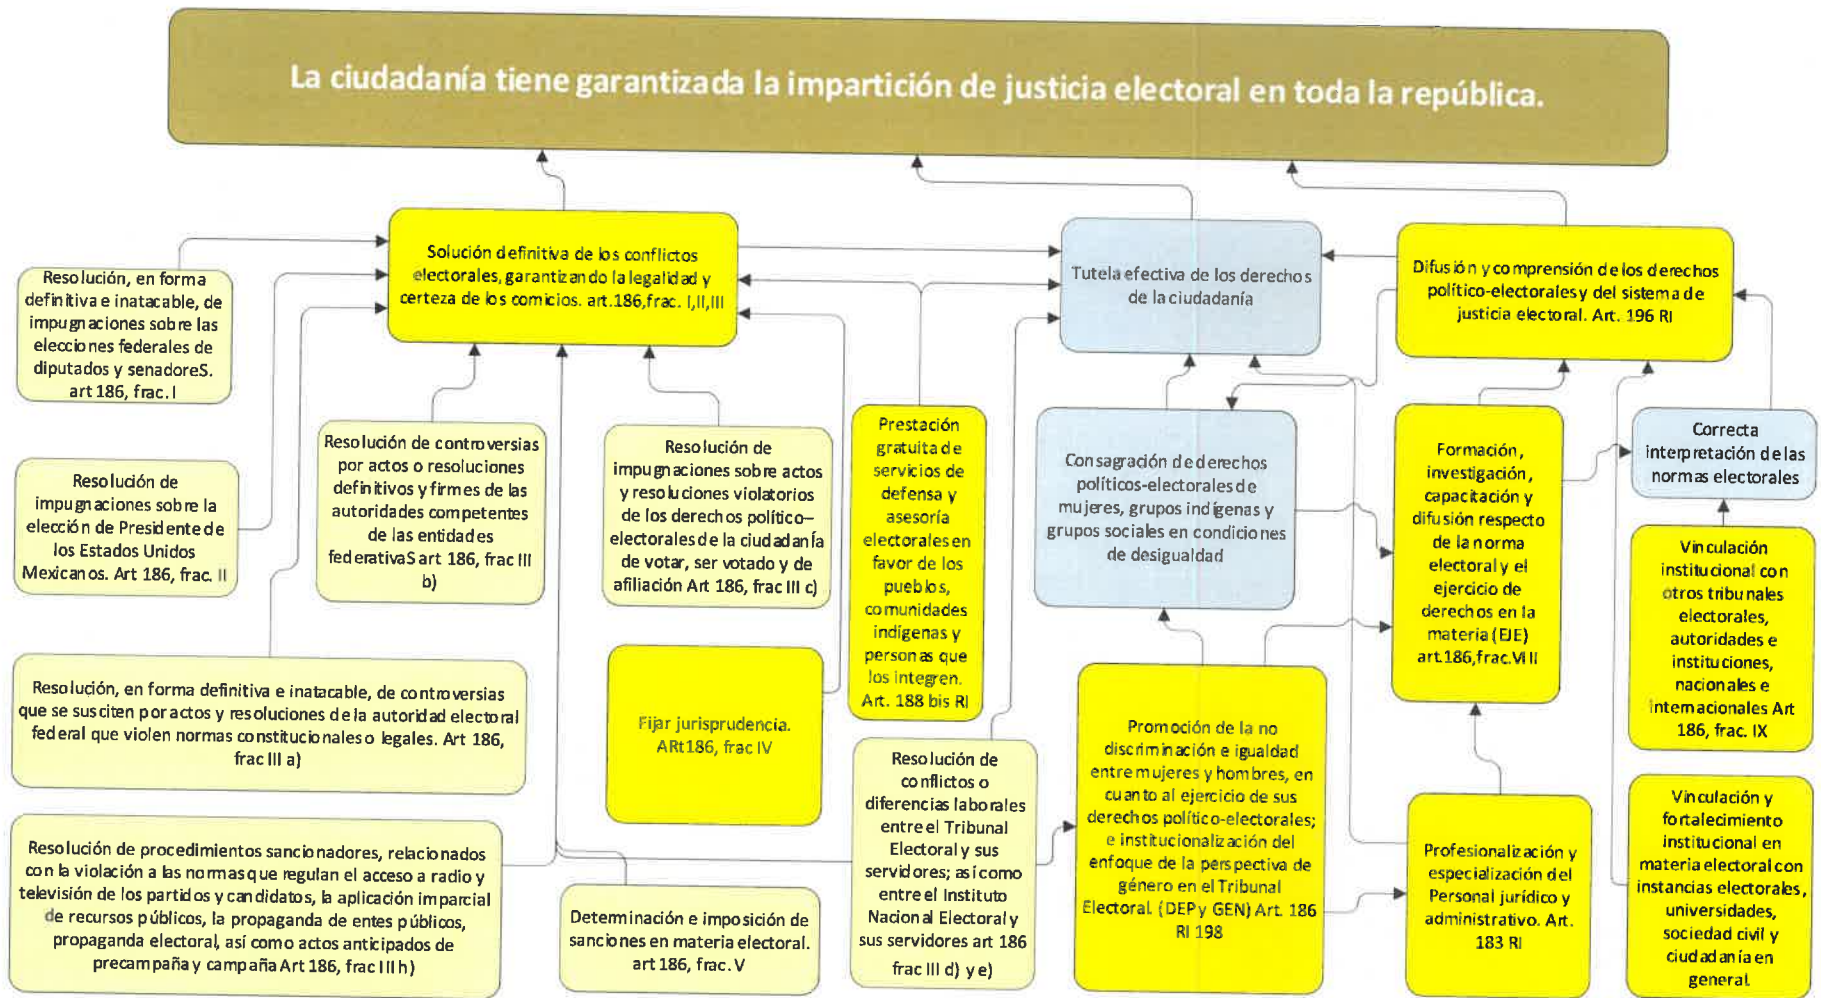 La ciudadanía tiene garantizada la impartición de justicia electoral en toda la república.
Solución definitiva de los conflictos
electorales, garantizando la legalidad y
certeza de los comicios. art.186,frac. I,II,III
Tutela efectiva de los derechos
de la ciudadanía
Difusión y comprensión de los derechos
político-electorales y del sistema de
justicia electoral. Art. 196 RI
Resolución, en forma
definitiva e inatacable, de
impugnaciones sobre las
elecciones federales de
diputados y senadoreS.
art 186, frac. I
Resolución de
impugnaciones sobre la
elección de Presidente de
los Estados Unidos
Mexicanos. Art 186, frac. II
Resolución de controversias
por actos o resoluciones
definitivos y firmes de las
autoridades competentes
de las entidades
federativaS art 186, frac III
b)
Resolución de
impugnaciones sobre actos
y resoluciones violatorios
de los derechos político–
electorales de la ciudadanía
de votar, ser votado y de
afiliación Art 186, frac III c)
Prestación
gratuita de
servicios de
defensa y
asesoría
electorales en
favor de los
pueblos,
comunidades
indígenas y
personas que
los integren.
Art. 188 bis RI
Consagración de derechos
políticos-electorales de
mujeres, grupos indígenas y
grupos sociales en condiciones
de desigualdad
Formación,
investigación,
capacitación y
difusión respecto
de la norma
electoral y el
ejercicio de
derechos en la
materia (EJE)
art.186,frac.VIII
Correcta
interpretación de las
normas electorales
Vinculación
institucional con
otros tribunales
electorales,
autoridades e
instituciones,
nacionales e
internacionales Art
186, frac. IX
Resolución, en forma definitiva e inatacable, de controversias
que se susciten por actos y resoluciones de la autoridad electoral
federal que violen normas constitucionales o legales. Art 186,
frac III a)
Fijar jurisprudencia.
ARt186, frac IV
Resolución de procedimientos sancionadores, relacionados
con la violación a las normas que regulan el acceso a radio y
televisión de los partidos y candidatos, la aplicación imparcial
de recursos públicos, la propaganda de entes públicos,
propaganda electoral, así como actos anticipados de
precampaña y campaña Art 186, frac III h)
Determinación e imposición de
sanciones en materia electoral.
art 186, frac. V
Resolución de
conflictos o
diferencias laborales
entre el Tribunal
Electoral y sus
servidores; así como
entre el Instituto
Nacional Electoral y
sus servidores art 186
frac III d) y e)
Promoción de la no
discriminación e igualdad
entre mujeres y hombres, en
cuanto al ejercicio de sus
derechos político-electorales;
e institucionalización del
enfoque de la perspectiva de
género en el Tribunal
Electoral. (DEP y GEN) Art. 186
RI 198
Profesionalización y
especialización del
Personal jurídico y
administrativo. Art.
183 RI
Vinculación y
fortalecimiento
institucional en
materia electoral con
instancias electorales,
universidades,
sociedad civil y
ciudadanía en
general.